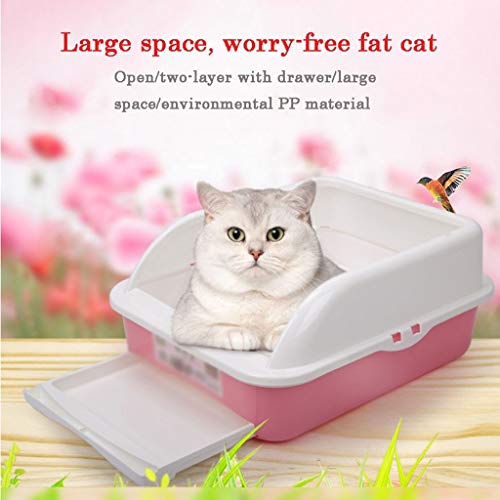 Large space, worry-free fat cat
Open/two-layer with drawer/large
space/environmental PP material